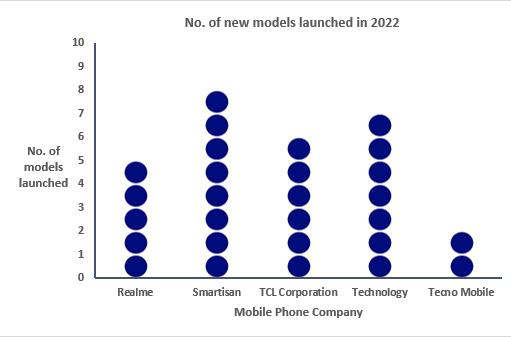 No. of new models launched in 2022
10
9
8
7
6
5
4
3
2
1
0
No. of
models
launched
Realme Smartisan TCL Corporation Technology Tecno Mobile
Mobile Phone Company